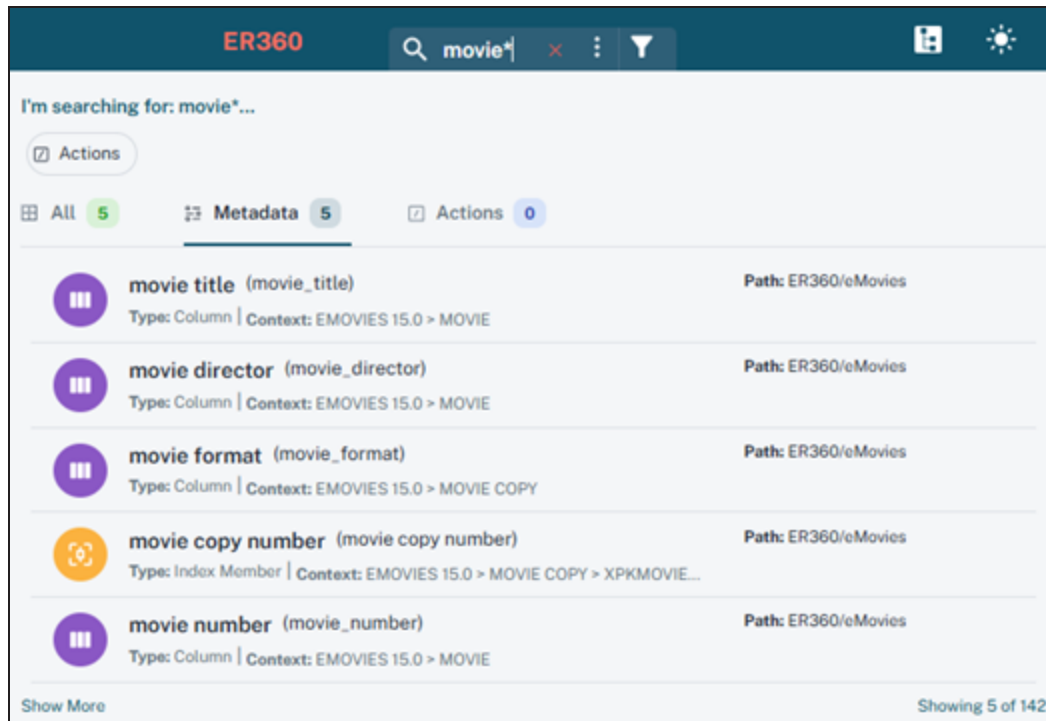 ER360
movie*
I'm searching for: movie*...
Actions
All 5 Metadata 5 Actions 0
movie title (movie_title) Path: ER360/eMovies
Type: Column | Context: EMOVIES 15.0 > MOVIE
movie director (movie_director) Path: ER360/eMovies
Type: Column | Context: EMOVIES 15.0 > MOVIE
movie format (movie_format) Path: ER360/eMovies
Type: Column | Context: EMOVIES 15.0 > MOVIE COPY
movie copy number (movie copy number) Path: ER360/eMovies
Type: Index Member | Context: EMOVIES 15.0 > MOVIE COPY > XPKMOVIE...
movie number (movie_number) Path: ER360/eMovies
Type: Column | Context: EMOVIES 15.0 > MOVIE
Show More Showing 5 of 142